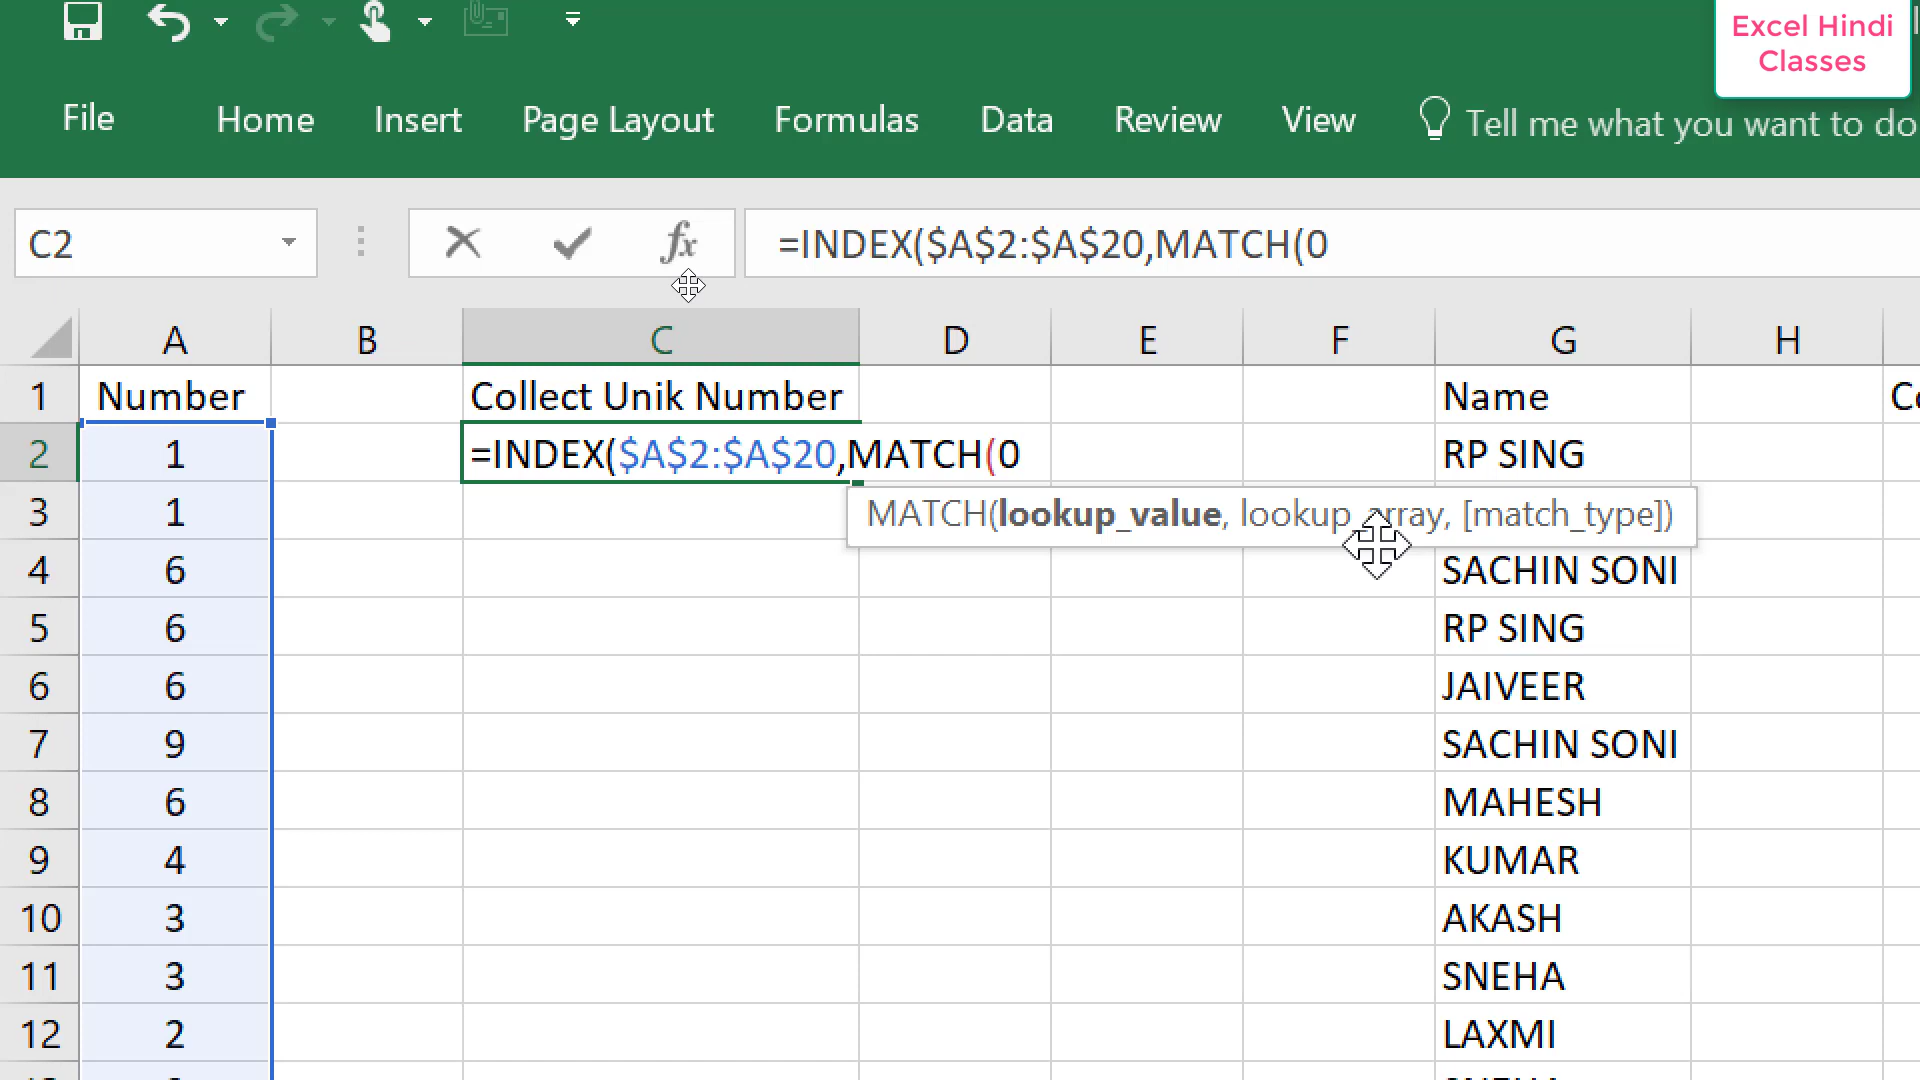 Excel Hindi
Classes
File Home Insert Page Layout Formulas Data Review View Tell me what you want to do
C2 fx =INDEX($A$2:$A$20,MATCH(0
A B C D E F G H
1 Number Collect Unik Number Name
2 1 =INDEX($A$2:$A$20,MATCH(0 RP SING
3 1 MATCH(lookup_value, lookup_array, [match_type])
4 6 SACHIN SONI
5 6 RP SING
6 6 JAIVEER
7 9 SACHIN SONI
8 6 MAHESH
9 4 KUMAR
10 3 AKASH
11 3 SNEHA
12 2 LAXMI